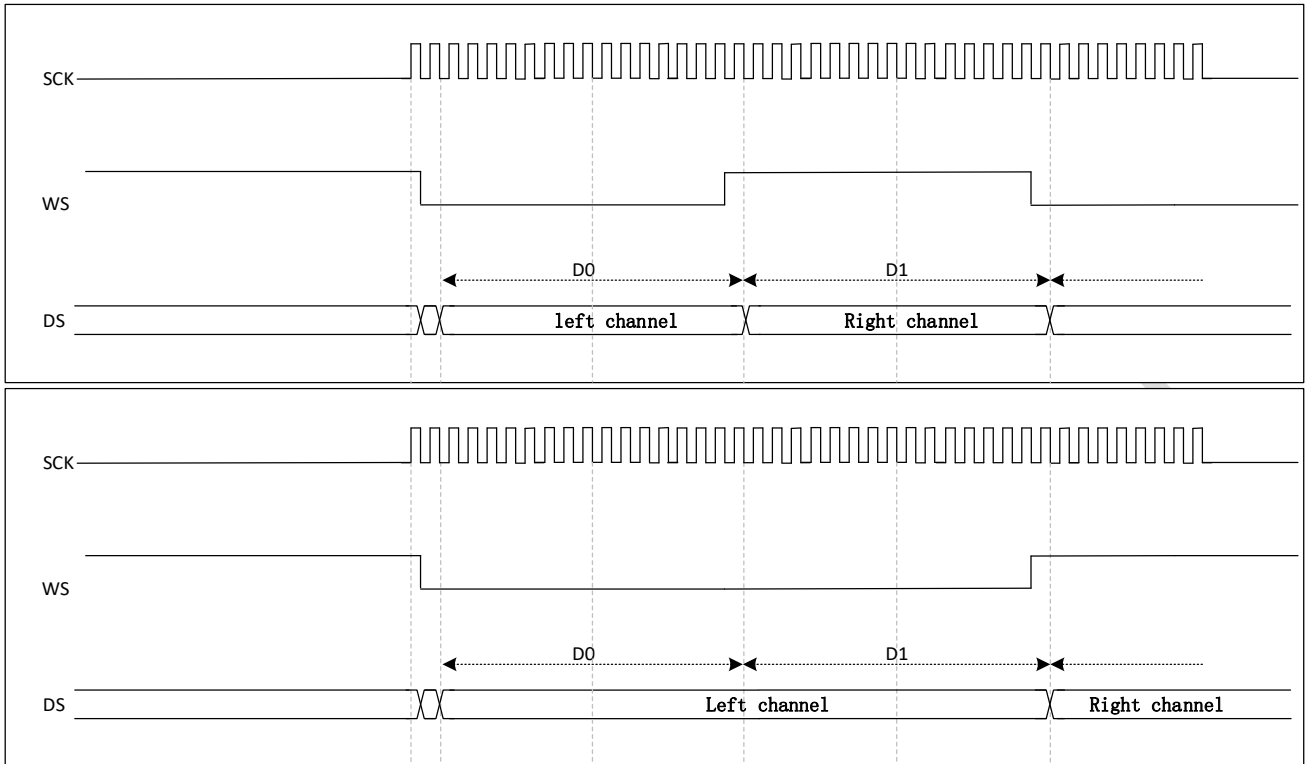 SCK
WS
D0 D1
DS left channel Right channel
SCK
WS
D0 D1
DS Left channel Right channel